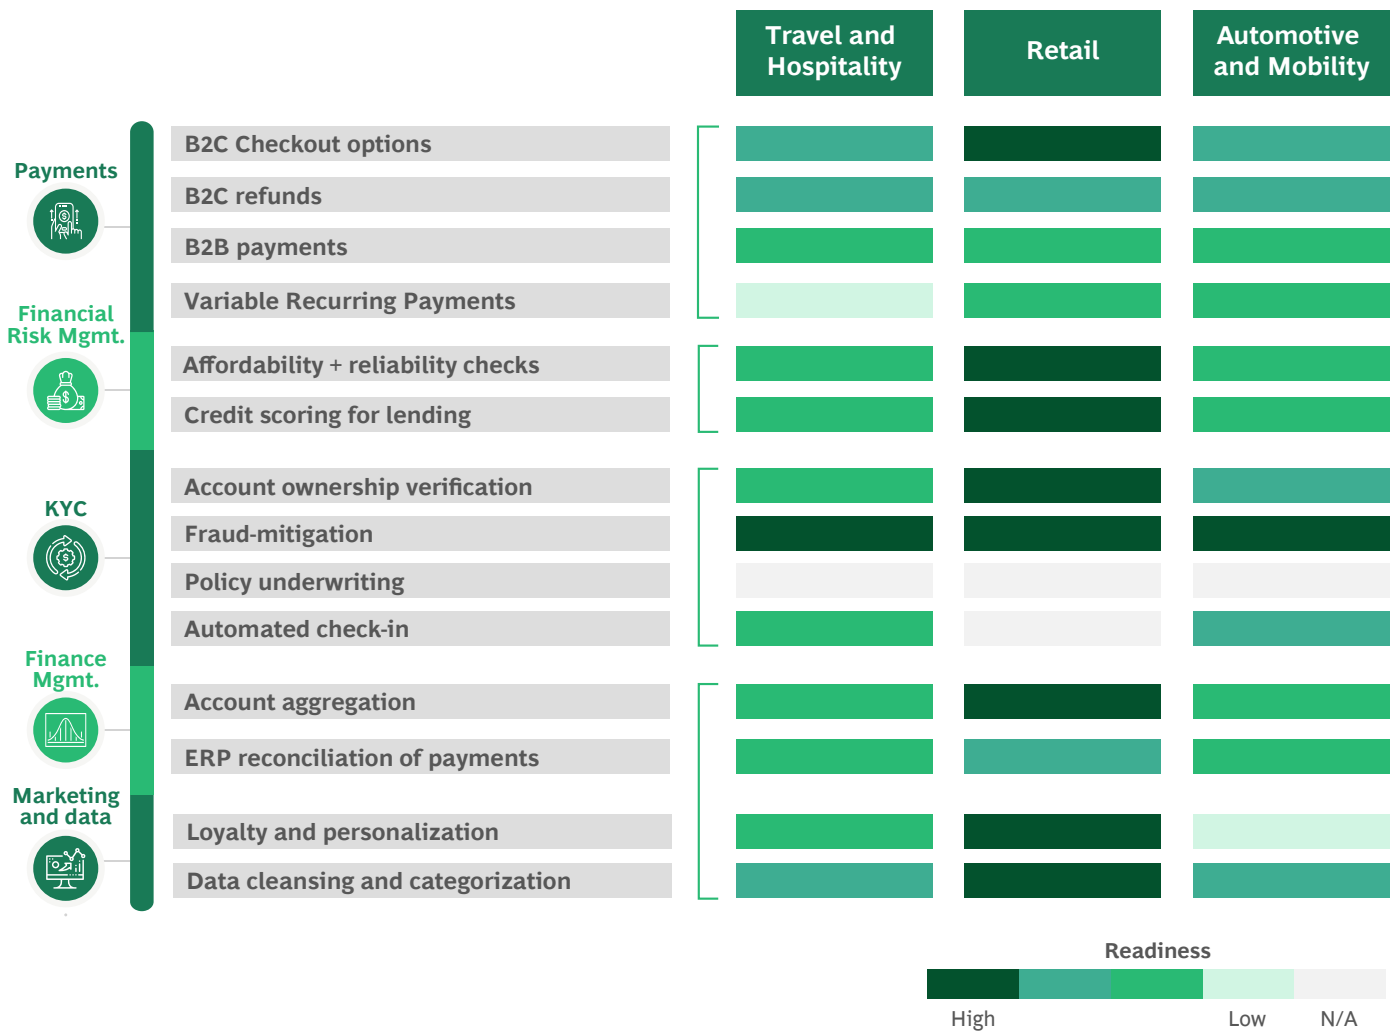 Travel and
Hospitality
Retail
Automotive
and Mobility
Payments
B2C Checkout options
B2C refunds
B2B payments
Variable Recurring Payments
Financial
Risk Mgmt.
Affordability + reliability checks
Credit scoring for lending
KYC
Account ownership verification
Fraud-mitigation
Policy underwriting
Automated check-in
Finance
Mgmt.
Account aggregation
ERP reconciliation of payments
Marketing
and data
Loyalty and personalization
Data cleansing and categorization
Readiness
High
Low
N/A